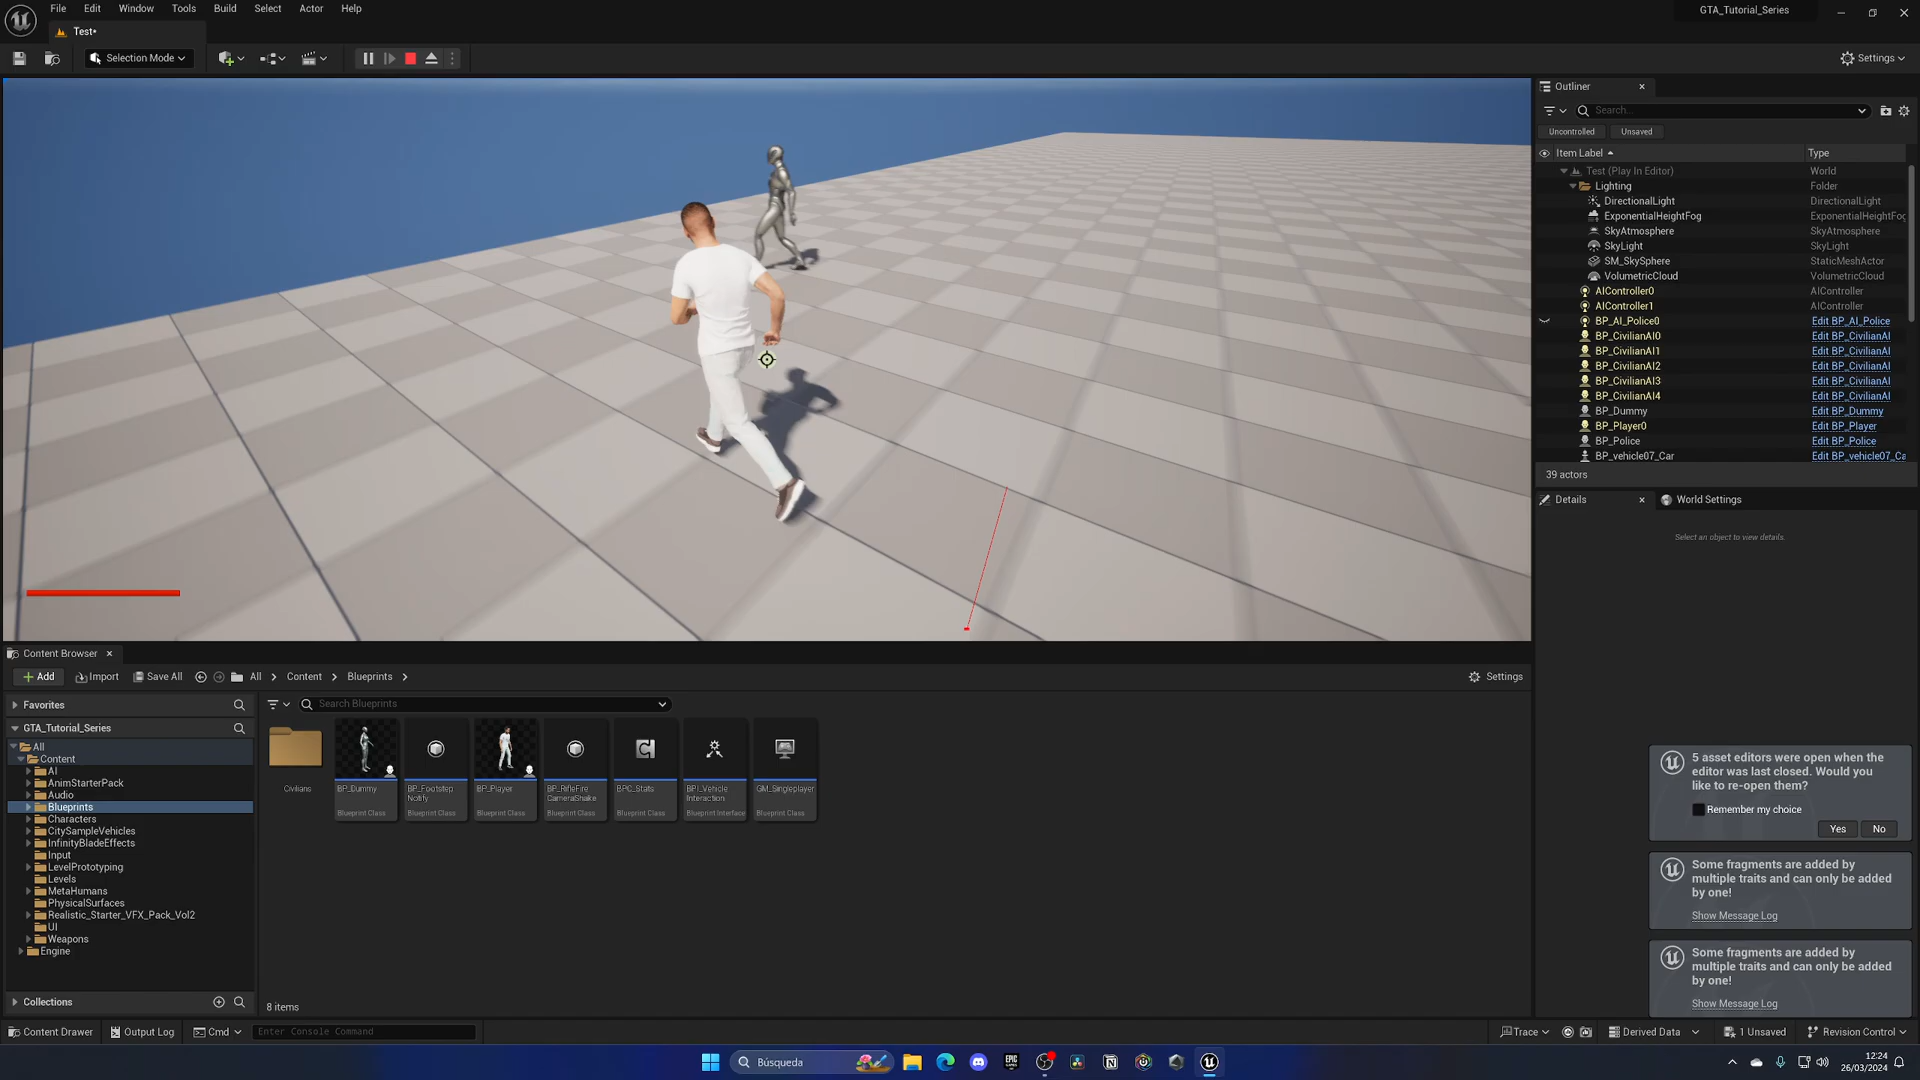 File Edit Window Tools Build Select Actor Help
GTA_Tutorial_Series
Test*
Selection Mode
Settings
Outliner
Search...
Uncontrolled Unsaved
Item Label Type
Test (Play In Editor) World
Lighting Folder
DirectionalLight DirectionalLight
ExponentialHeightFog ExponentialHeightFog
SkyAtmosphere SkyAtmosphere
SkyLight SkyLight
SM_SkySphere StaticMeshActor
VolumetricCloud VolumetricCloud
AIController0 AIController
AIController1 AIController
BP_AI_Police0 Edit BP_AI_Police
BP_CivilianAI0 Edit BP_CivilianAI
BP_CivilianAI1 Edit BP_CivilianAI
BP_CivilianAI2 Edit BP_CivilianAI
BP_CivilianAI3 Edit BP_CivilianAI
BP_CivilianAI4 Edit BP_CivilianAI
BP_Dummy Edit BP_Dummy
BP_Player0 Edit BP_Player
BP_Police Edit BP_Police
BP_vehicle07_Car Edit BP_vehicle07_Ca
39 actors
Details World Settings
Select an object to view details.
Content Browser
Add Import Save All All Content Blueprints Settings
Favorites
Search Blueprints
GTA_Tutorial_Series
All
Content
AI
AnimStarterPack
Audio
Blueprints
Characters
CitySampleVehicles
InfinityBladeEffects
Input
LevelPrototyping
Levels
MetaHumans
PhysicalSurfaces
Realistic_Starter_VFX_Pack_Vol2
UI
Weapons
Engine
Collections
Civilians
BP_Dummy
Blueprint Class
BP_Footstep
Notify
Blueprint Class
BP_Player
Blueprint Class
BP_RifleFire
CameraShake
Blueprint Class
BPC_Stats
Blueprint Class
BPI_Vehicle
Interaction
Blueprint Interface
GM_Singleplayer
Blueprint Class
8 items
5 asset editors were open when the
editor was last closed. Would you
like to re-open them?
Remember my choice
Yes No
Some fragments are added by
multiple traits and can only be added
by one!
Show Message Log
Some fragments are added by
multiple traits and can only be added
by one!
Show Message Log
Content Drawer Output Log Cmd Enter Console Command
Trace Derived Data 1 Unsaved Revision Control
Búsqueda
EPIC
GAMES
12:24
26/03/2024